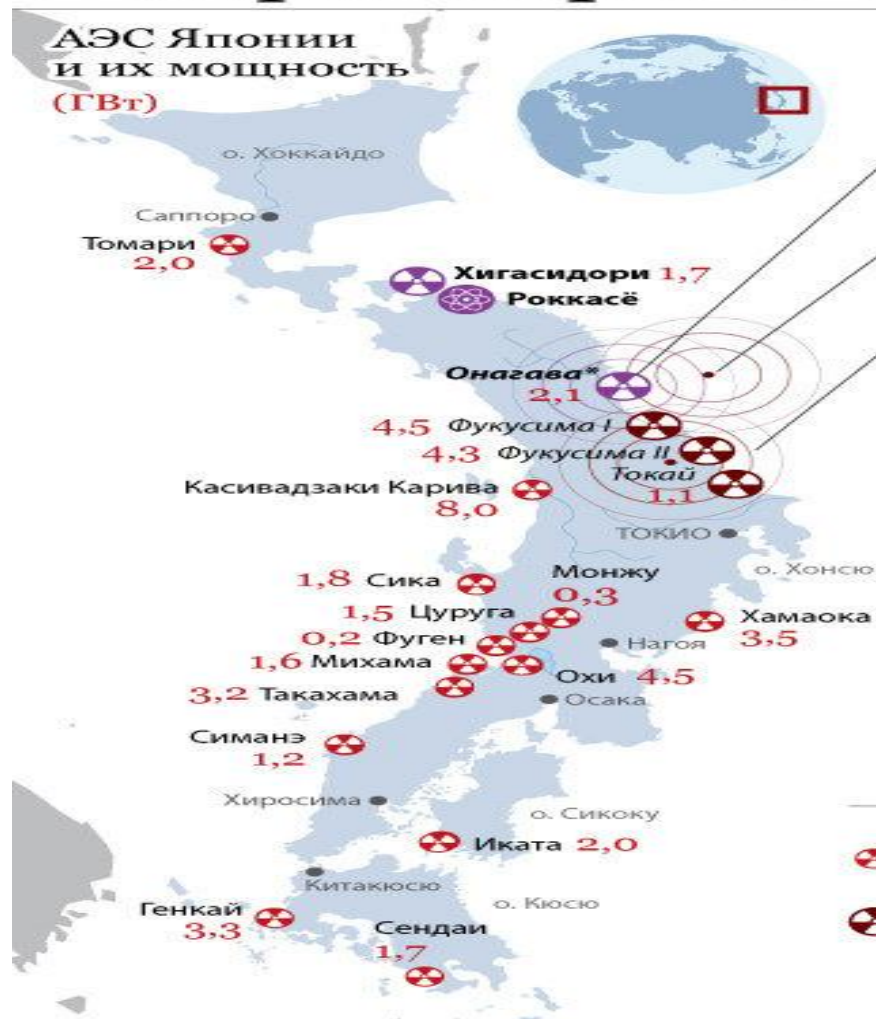 АЭС Японии
и их мощность
(ГВт)
о. Хоккайдо
Саппоро
Томари
2,0
Хигасидори 1,7
Роккасё
Онагава*
2,1
4,5 Фукусима I
4,3 Фукусима II
Токай
1,1
Касивадзаки Карива
8,0
ТОКИО
о. Хонсю
Монжу
0,3
1,8 Сика
1,5 Цуруга
Хамаока
3,5
0,2 Фуген
Нагоя
1,6 Михама
Охи 4,5
3,2 Такахама
Осака
Симанэ
1,2
Хиросима
о. Сикоку
Иката 2,0
Китакюсю
о. Кюсю
Генкай
3,3
Сендаи
1,7